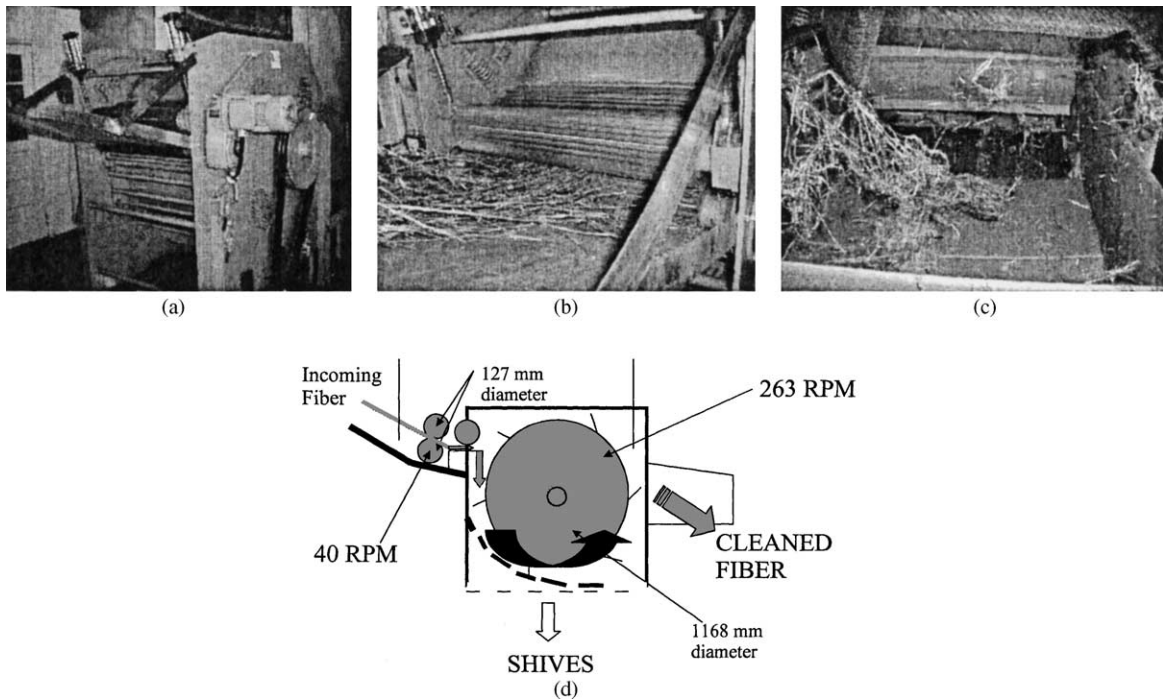 (a)
(b)
(c)
Incoming
Fiber
127 mm
diameter
263 RPM
40 RPM
CLEANED
FIBER
1168 mm
diameter
SHIVES
(d)